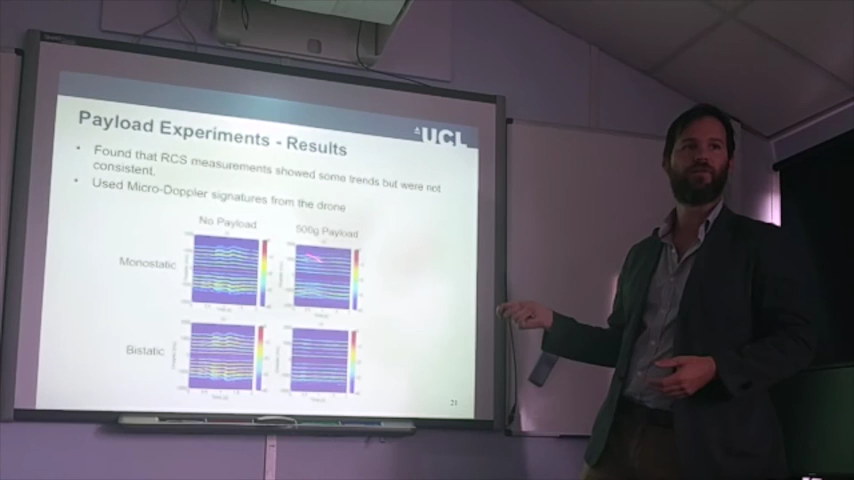 UCL
Payload Experiments - Results
• Found that RCS measurements showed some trends but were not
consistent.
• Used Micro-Doppler signatures from the drone
No Payload
500g Payload
Monostatic
Bistatic
21